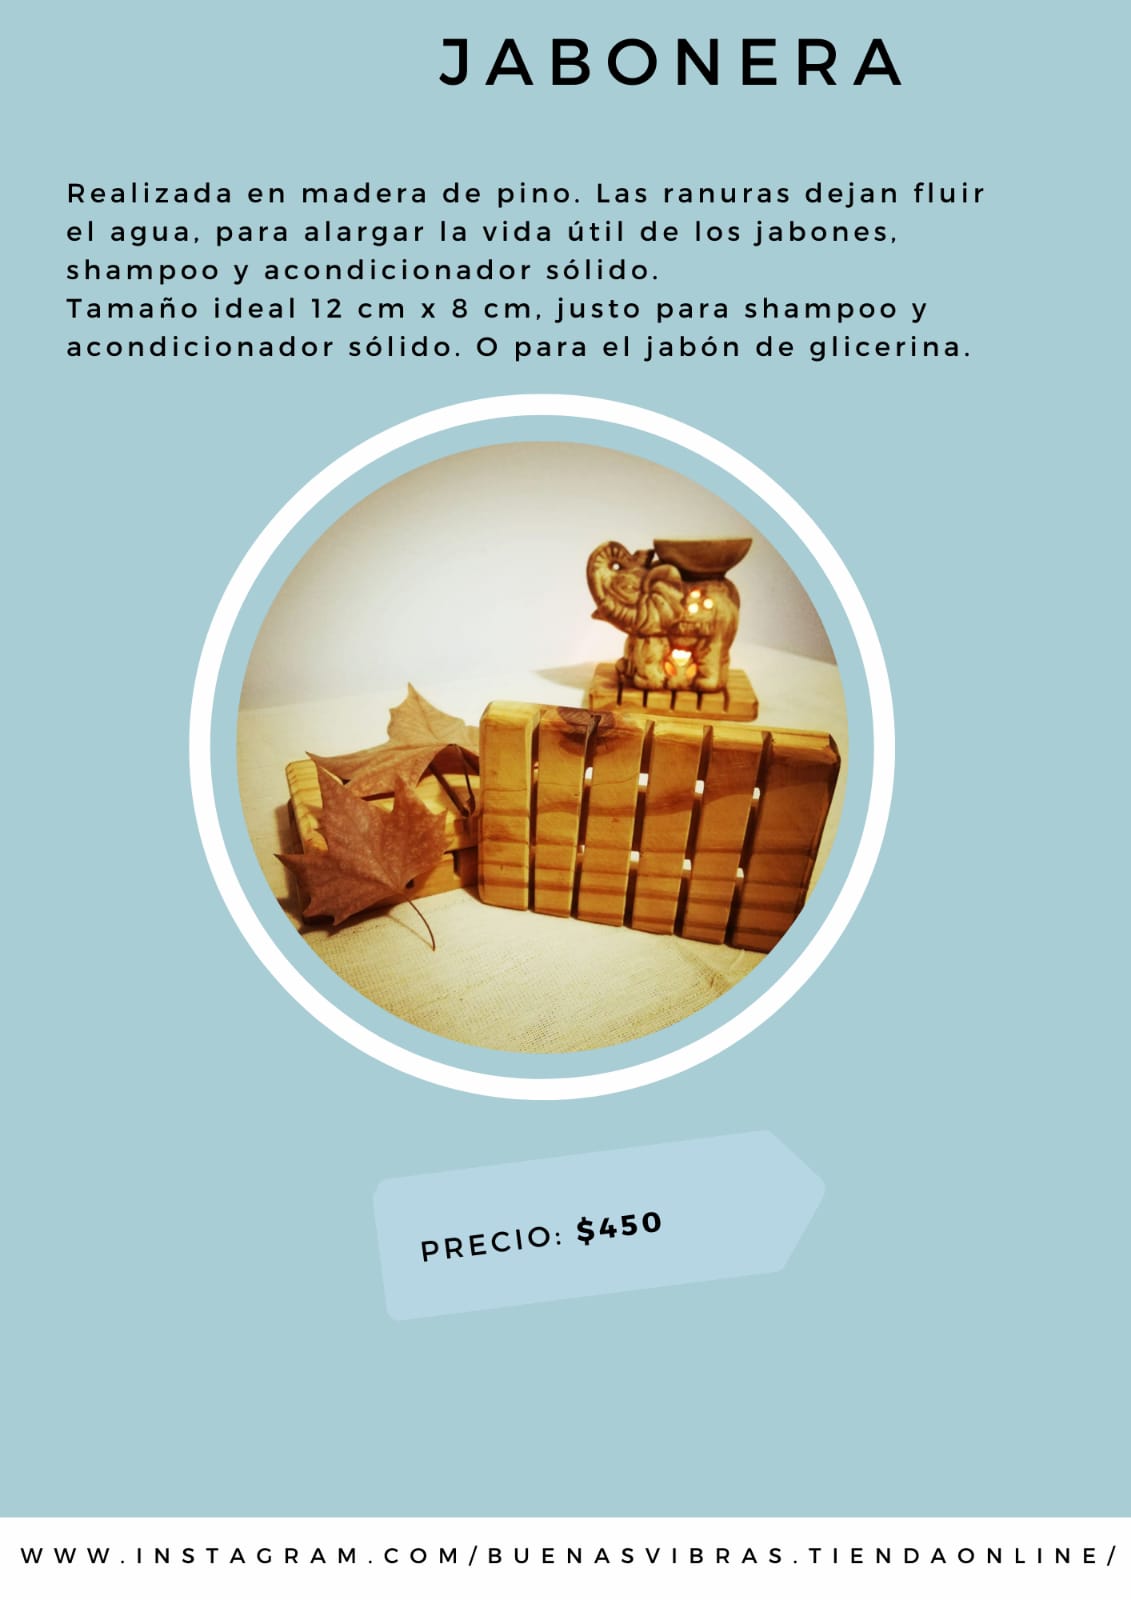 JABONERA
Realizada en madera de pino. Las ranuras dejan fluir
el agua, para alargar la vida útil de los jabones,
shampoo y acondicionador sólido.
Tamaño ideal 12 cm x 8 cm, justo para shampoo y
acondicionador sólido. O para el jabón de glicerina.
PRECIO: $450
WWW.INSTAGRAM.COM/BUENASVIBRAS.TIENDAONLINE/